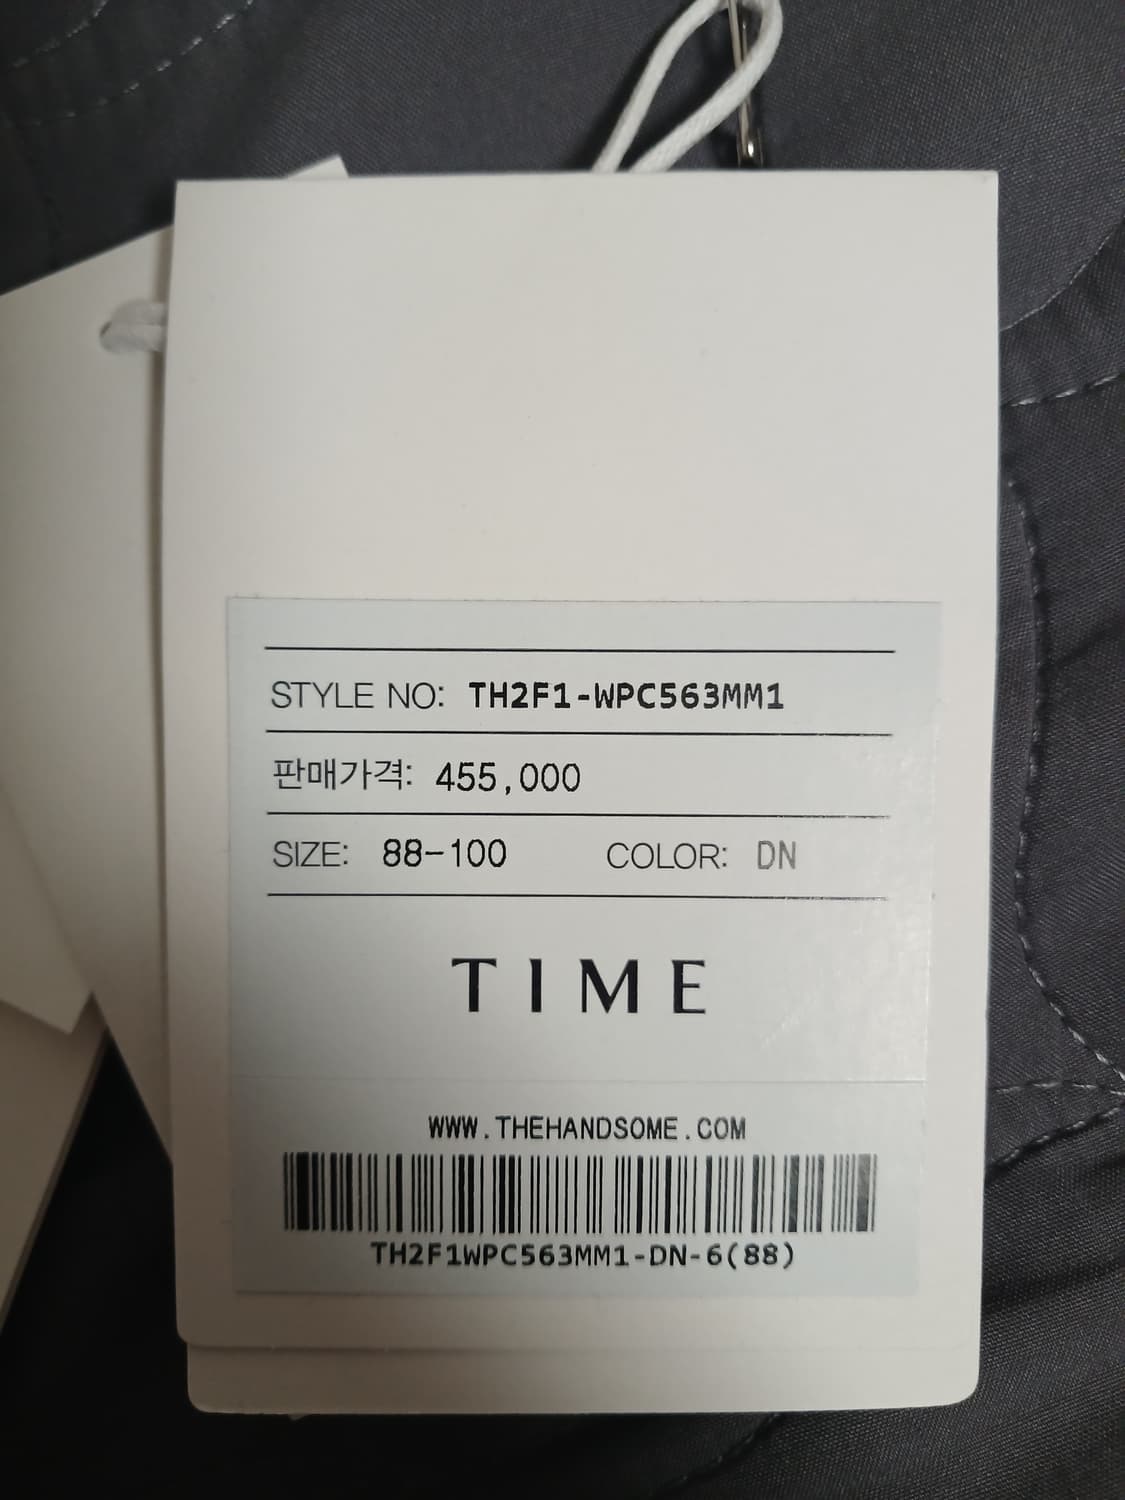 STYLE NO: TH2F1-WPC563MM1
판매가격: 455,000
SIZE: 88-100 COLOR: DN
TIME
WWW.THEHANDSOME.COM
TH2F1WPC563MM1-DN-6(88)